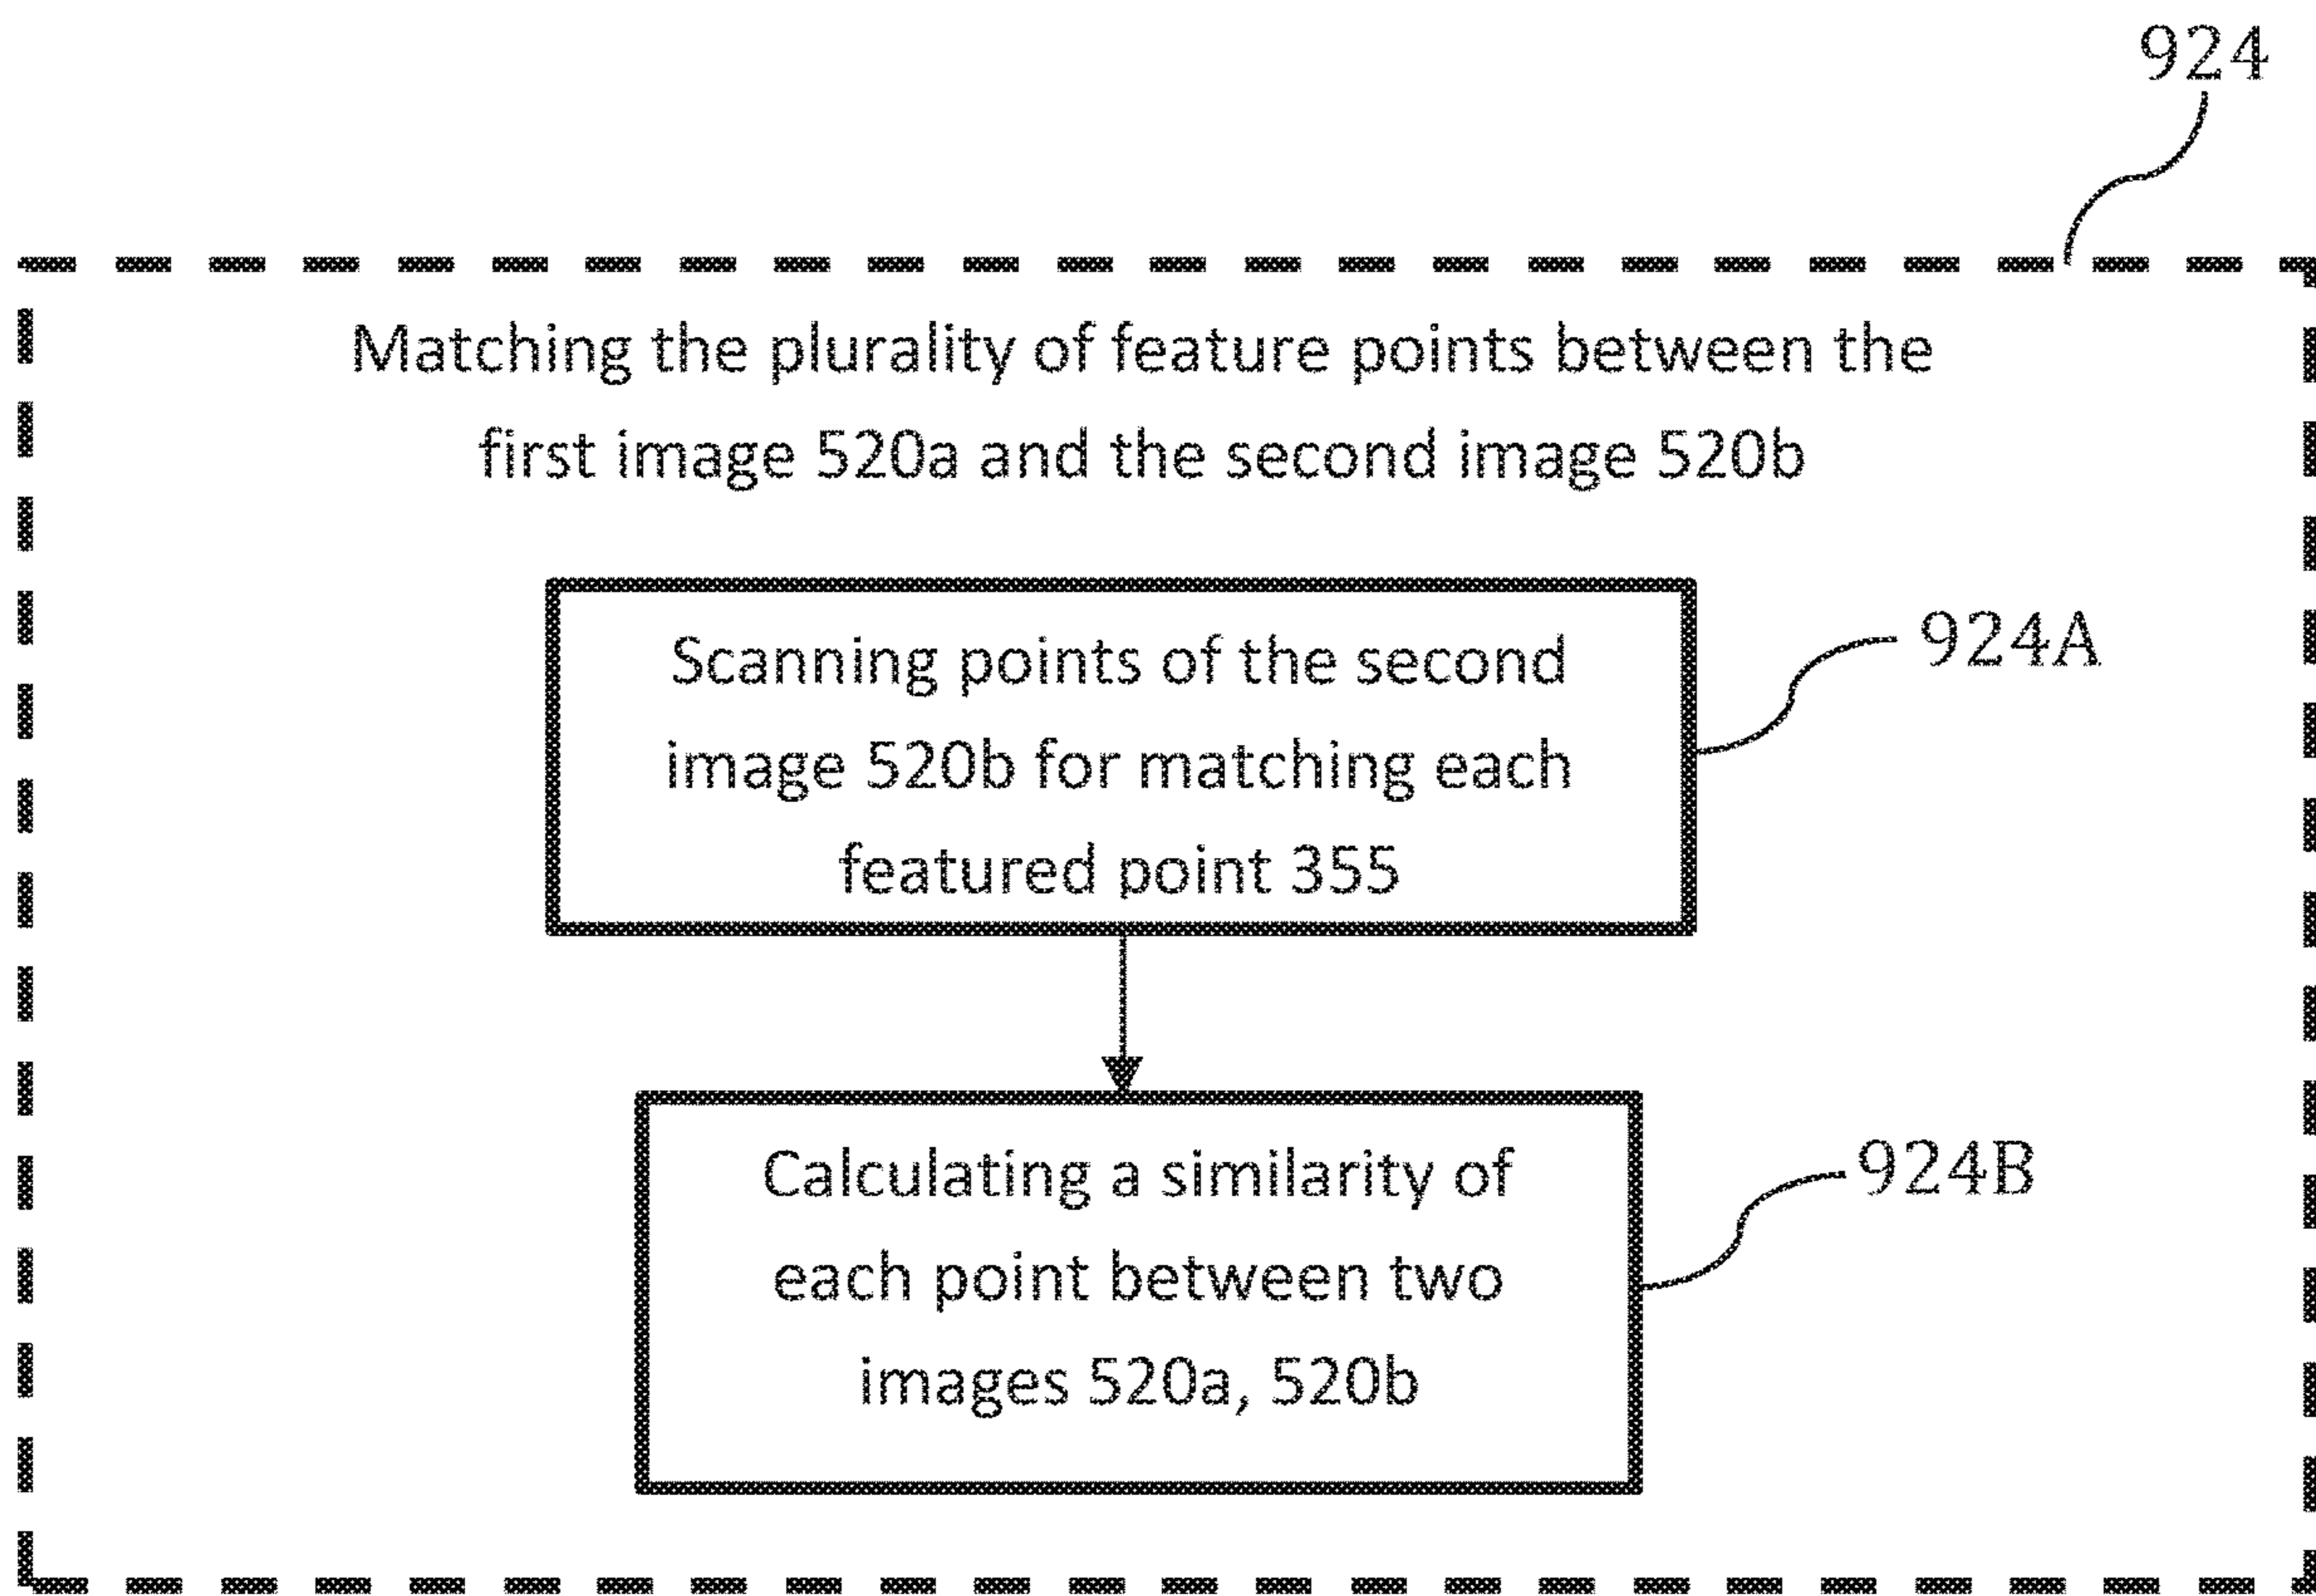 924
Matching the plurality of feature points between the
first image 520a and the second image 520b
Scanning points of the second
image 520b for matching each
featured point 355
924A
Calculating a similarity of
each point between two
images 520a, 520b
924B